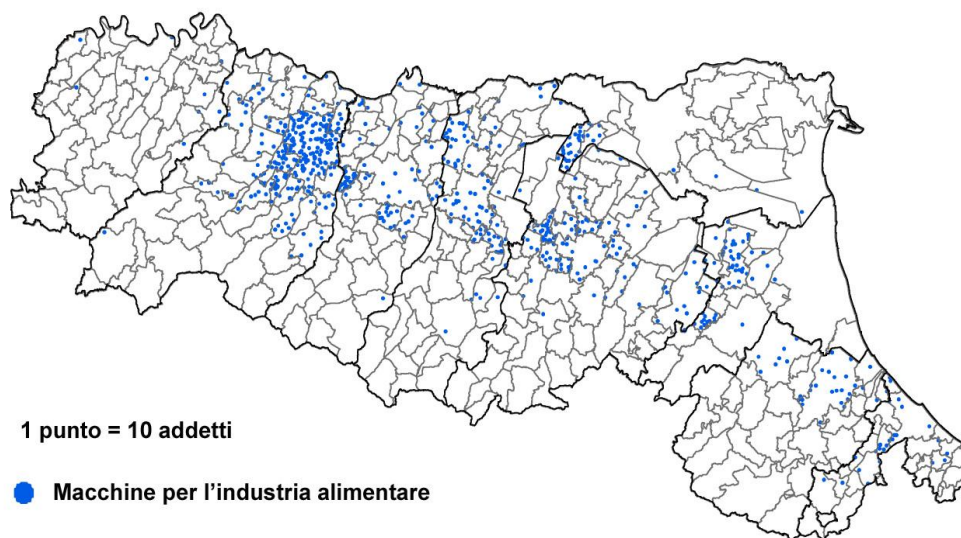 1 punto = 10 addetti
Macchine per l’industria alimentare